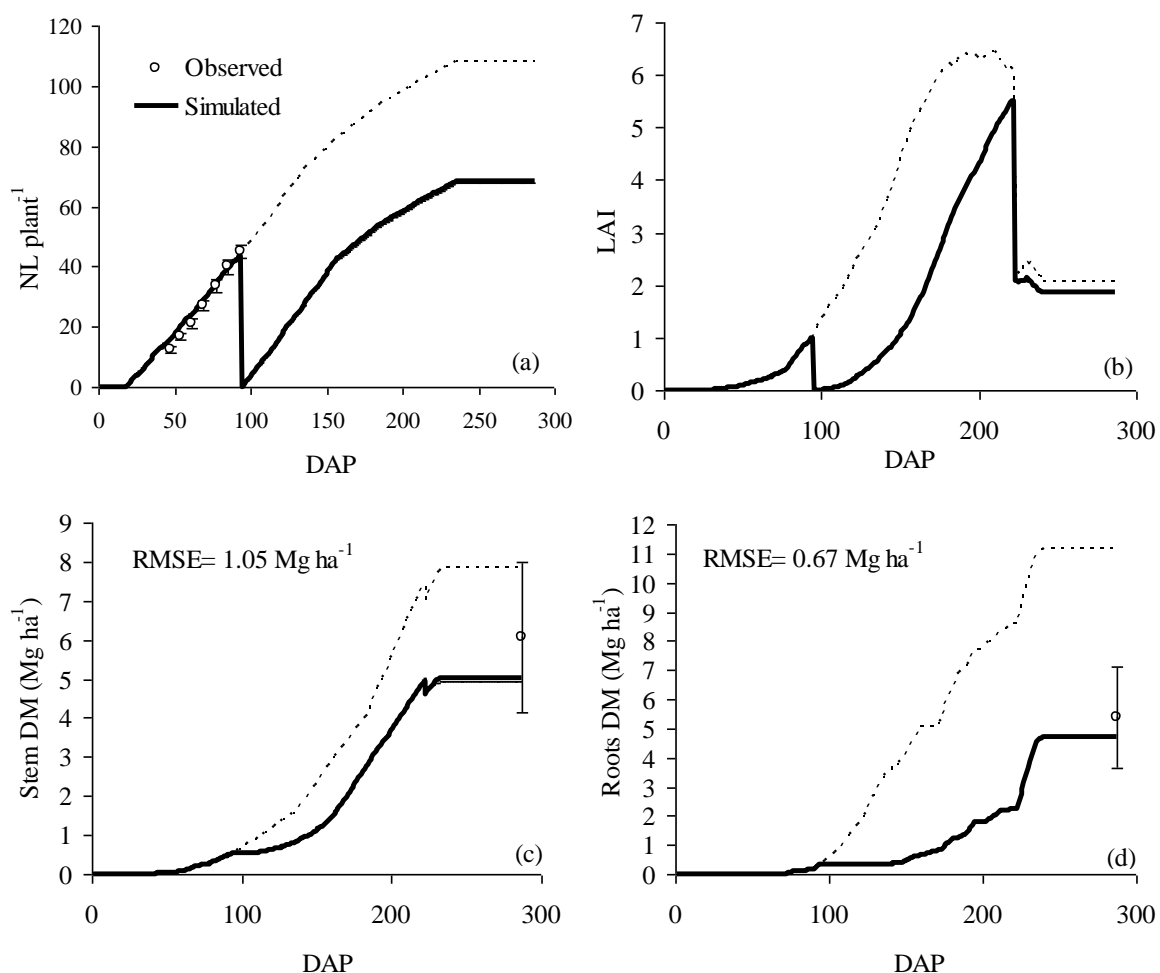 120
100
80
60
40
20
0
NL plant⁻¹
Observed
Simulated
(a)
0 50 100 150 200 250 300
DAP
7
6
5
4
3
2
1
0
LAI
(b)
0 100 200 300
DAP
9
8
7
6
5
4
3
2
1
0
Stem DM (Mg ha⁻¹)
RMSE= 1.05 Mg ha⁻¹
(c)
0 100 200 300
DAP
12
11
10
9
8
7
6
5
4
3
2
1
0
Roots DM (Mg ha⁻¹)
RMSE= 0.67 Mg ha⁻¹
(d)
0 100 200 300
DAP